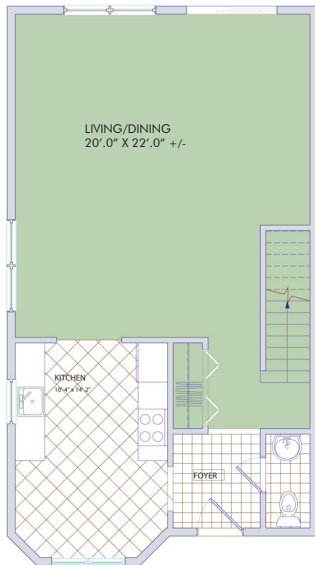 LIVING/DINING
20'.0" X 22'.0" +/-
KITCHEN
10'-4" x 14'-2"
FOYER